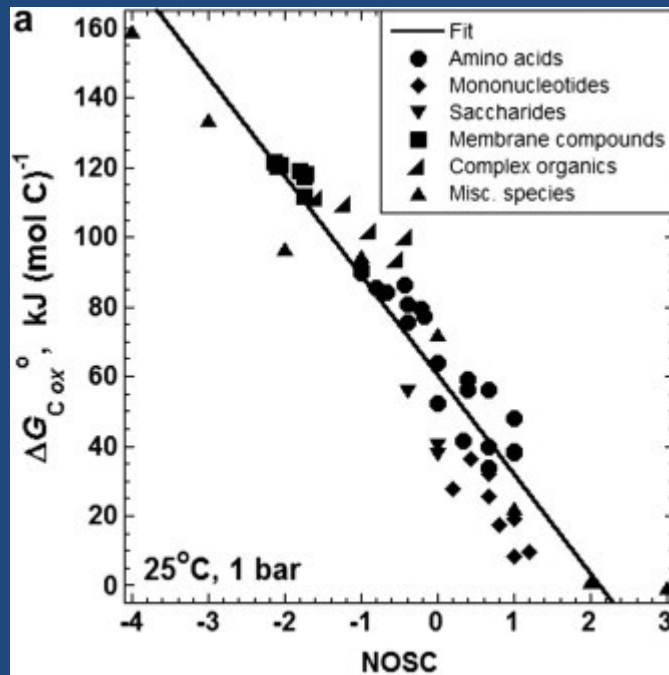 a
160
140
120
100
80
60
40
20
0
ΔG C ox °, kJ (mol C)-1
Fit
Amino acids
Mononucleotides
Saccharides
Membrane compounds
Complex organics
Misc. species
25°C, 1 bar
-4 -3 -2 -1 0 1 2 3
NOSC